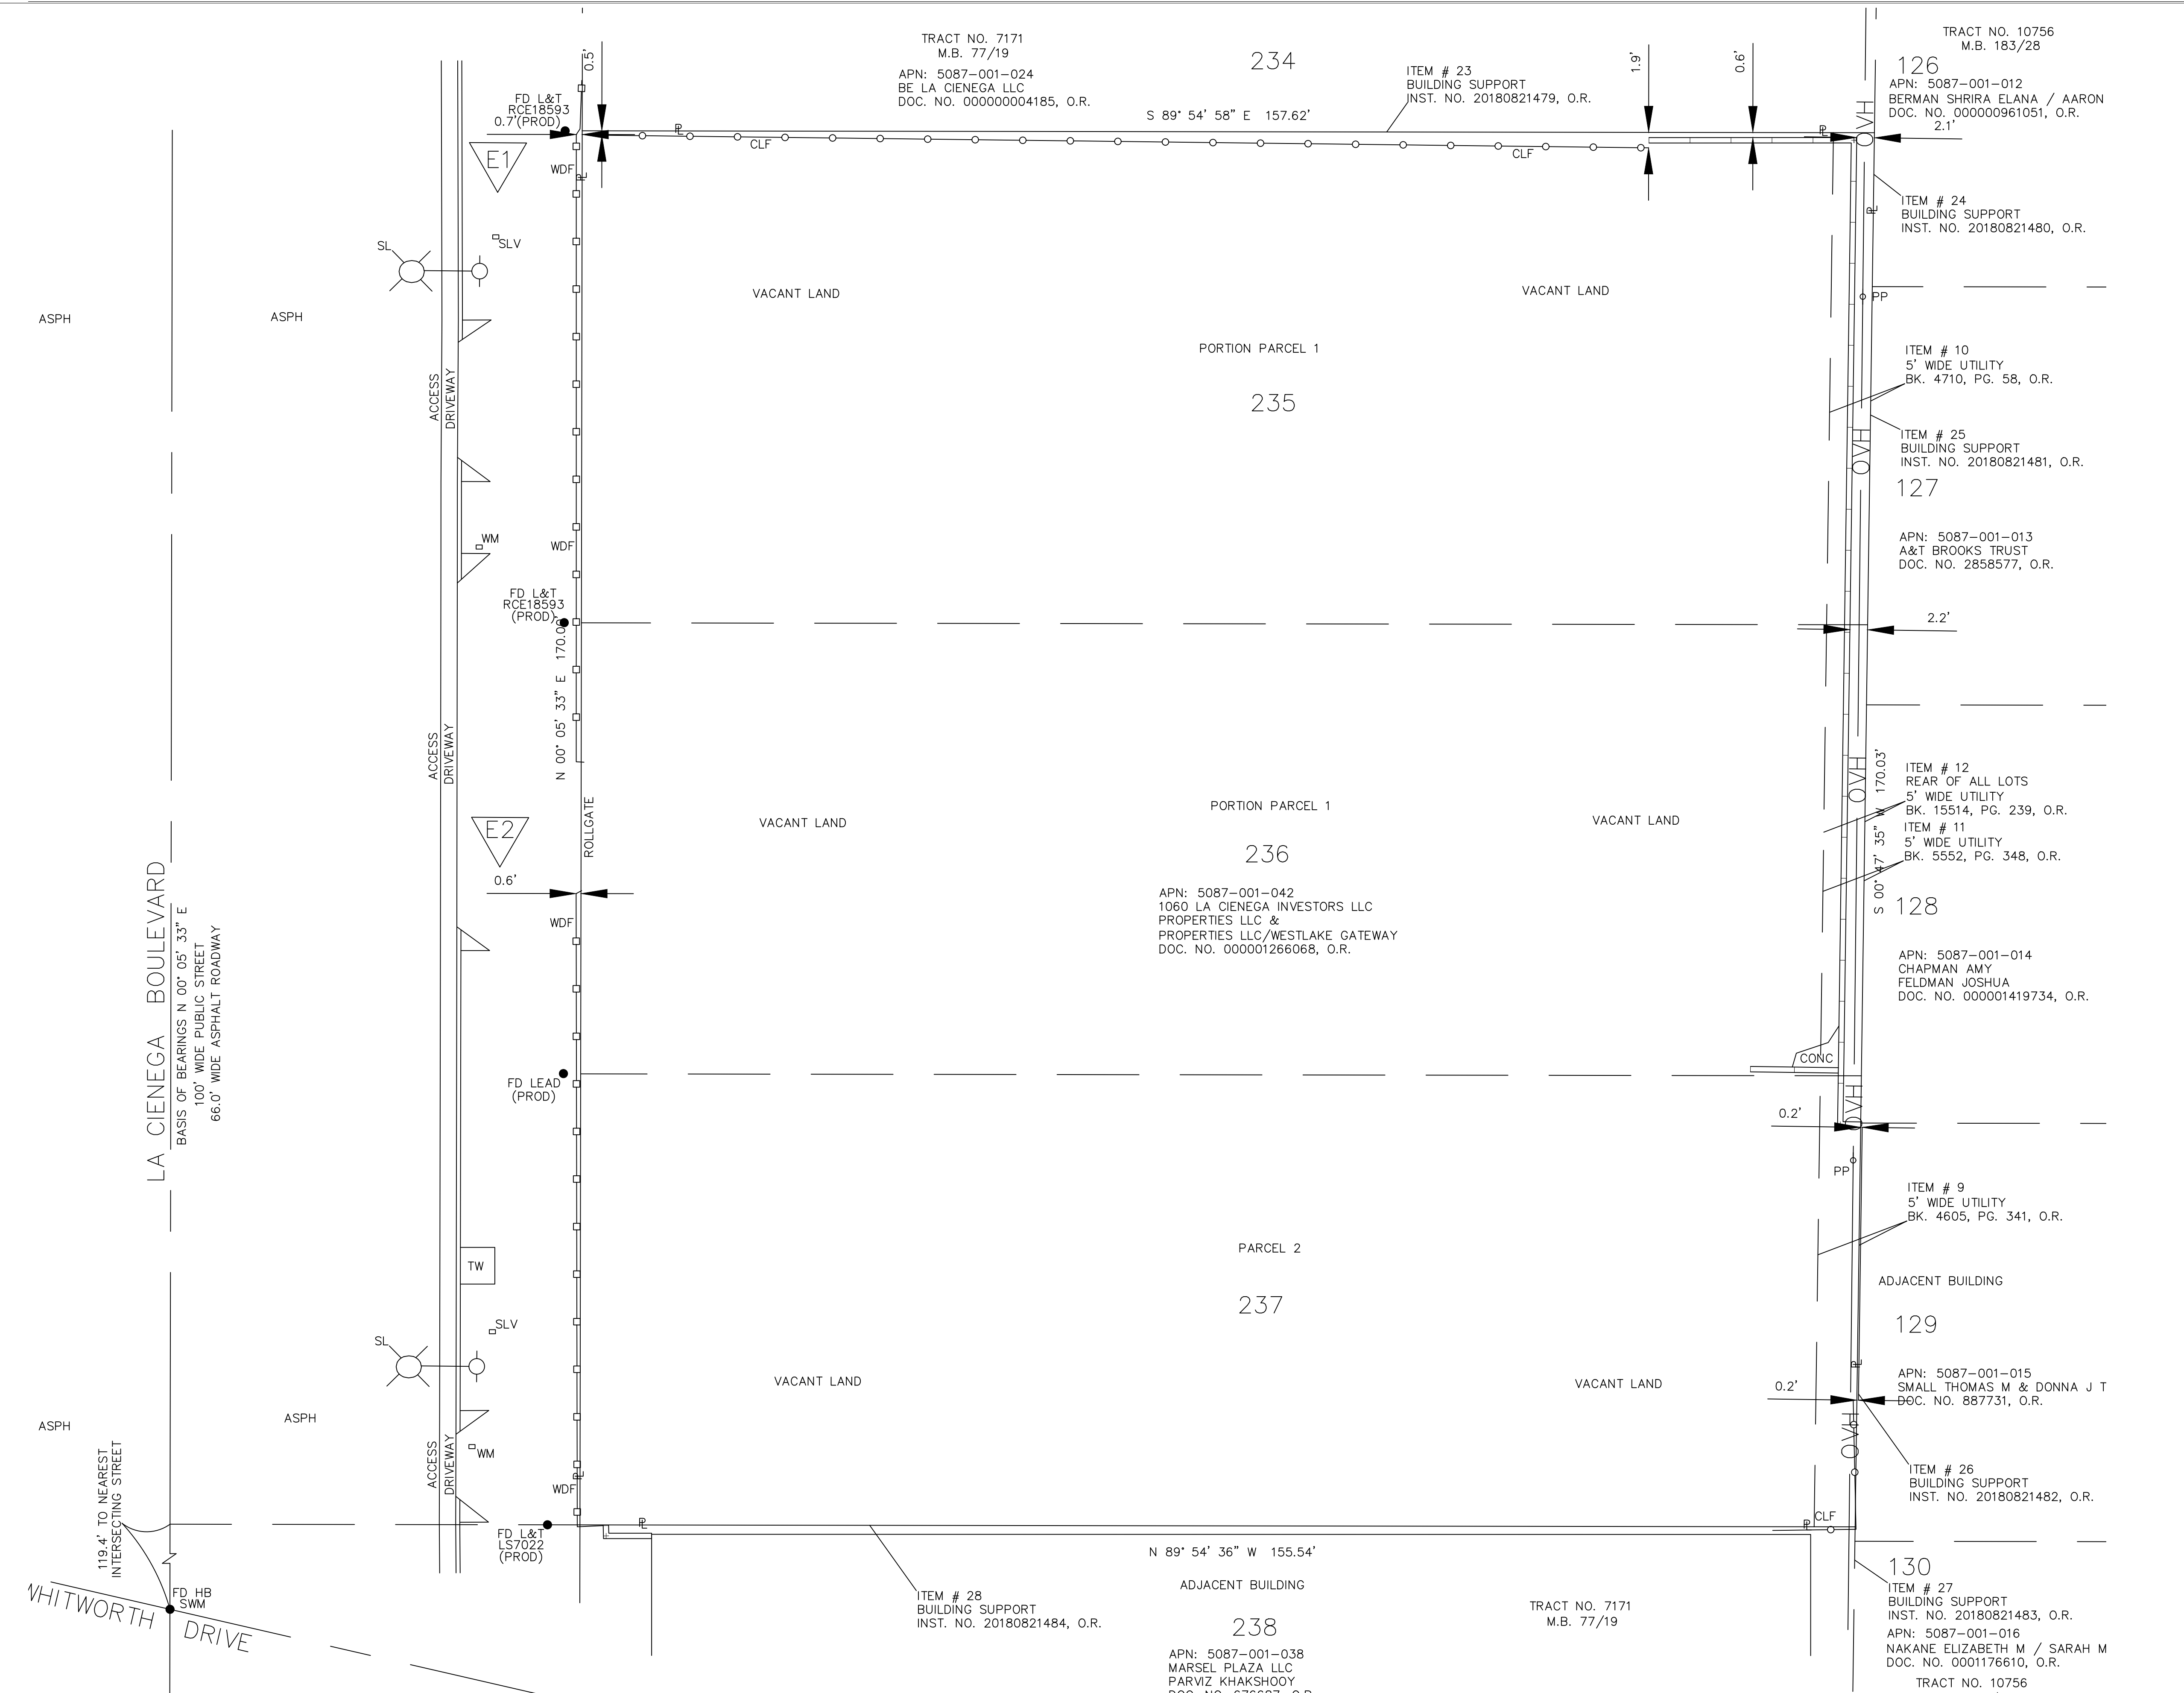 TRACT NO. 7171
M.B. 77/19
APN: 5087-001-024
BE LA CIENEGA LLC
DOC. NO. 000000004185, O.R.
234
ITEM # 23
BUILDING SUPPORT
INST. NO. 20180821479, O.R.
S 89° 54' 58" E 157.62'
0.5'
1.9'
0.6'
TRACT NO. 10756
M.B. 183/28
126
APN: 5087-001-012
BERMAN SHRIRA ELANA / AARON
DOC. NO. 000000961051, O.R.
2.1'
FD L&T
RCE18593
0.7'(PROD)
E1
WDF
PL
PL
CLF
CLF
PL
PL
OVH
ITEM # 24
BUILDING SUPPORT
INST. NO. 20180821480, O.R.
SL
SLV
VACANT LAND
VACANT LAND
PP
ASPH
ASPH
PORTION PARCEL 1
235
ACCESS
DRIVEWAY
ITEM # 10
5' WIDE UTILITY
BK. 4710, PG. 58, O.R.
OVH
ITEM # 25
BUILDING SUPPORT
INST. NO. 20180821481, O.R.
127
WM
WDF
APN: 5087-001-013
A&T BROOKS TRUST
DOC. NO. 2858577, O.R.
FD L&T
RCE18593
(PROD)
2.2'
N 00° 05' 33" E
ACCESS
DRIVEWAY
ROLLGATE
VACANT LAND
VACANT LAND
PORTION PARCEL 1
236
OVH
S 00° 47' 35" W 170.03'
ITEM # 12
REAR OF ALL LOTS
5' WIDE UTILITY
BK. 15514, PG. 239, O.R.
ITEM # 11
5' WIDE UTILITY
BK. 5552, PG. 348, O.R.
E2
0.6'
WDF
APN: 5087-001-042
1060 LA CIENEGA INVESTORS LLC
PROPERTIES LLC &
PROPERTIES LLC/WESTLAKE GATEWAY
DOC. NO. 000001266068, O.R.
128
APN: 5087-001-014
CHAPMAN AMY
FELDMAN JOSHUA
DOC. NO. 000001419734, O.R.
LA CIENEGA BOULEVARD
BASIS OF BEARINGS N 00° 05' 33" E
100' WIDE PUBLIC STREET
66.0' WIDE ASPHALT ROADWAY
FD LEAD
(PROD)
CONC
0.2'
OVH
PP
ITEM # 9
5' WIDE UTILITY
BK. 4605, PG. 341, O.R.
PARCEL 2
237
TW
ADJACENT BUILDING
129
SL
SLV
PL
VACANT LAND
VACANT LAND
0.2'
APN: 5087-001-015
SMALL THOMAS M & DONNA J T
DOC. NO. 887731, O.R.
ASPH
ASPH
WM
OVH
ACCESS
DRIVEWAY
119.4' TO NEAREST
INTERSECTING STREET
ITEM # 26
BUILDING SUPPORT
INST. NO. 20180821482, O.R.
PL
WDF
PL
PL
CLF
FD L&T
LS7022
(PROD)
N 89° 54' 36" W 155.54'
ADJACENT BUILDING
238
APN: 5087-001-038
MARSEL PLAZA LLC
PARVIZ KHAKSHOOY
ITEM # 28
BUILDING SUPPORT
INST. NO. 20180821484, O.R.
TRACT NO. 7171
M.B. 77/19
130
ITEM # 27
BUILDING SUPPORT
INST. NO. 20180821483, O.R.
APN: 5087-001-016
NAKANE ELIZABETH M / SARAH M
DOC. NO. 0001176610, O.R.
TRACT NO. 10756
FD HB
SWM
WHITWORTH DRIVE